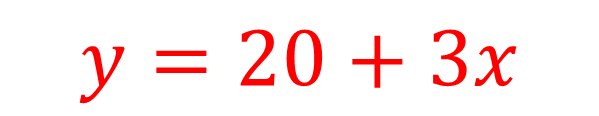 y = 20 + 3x